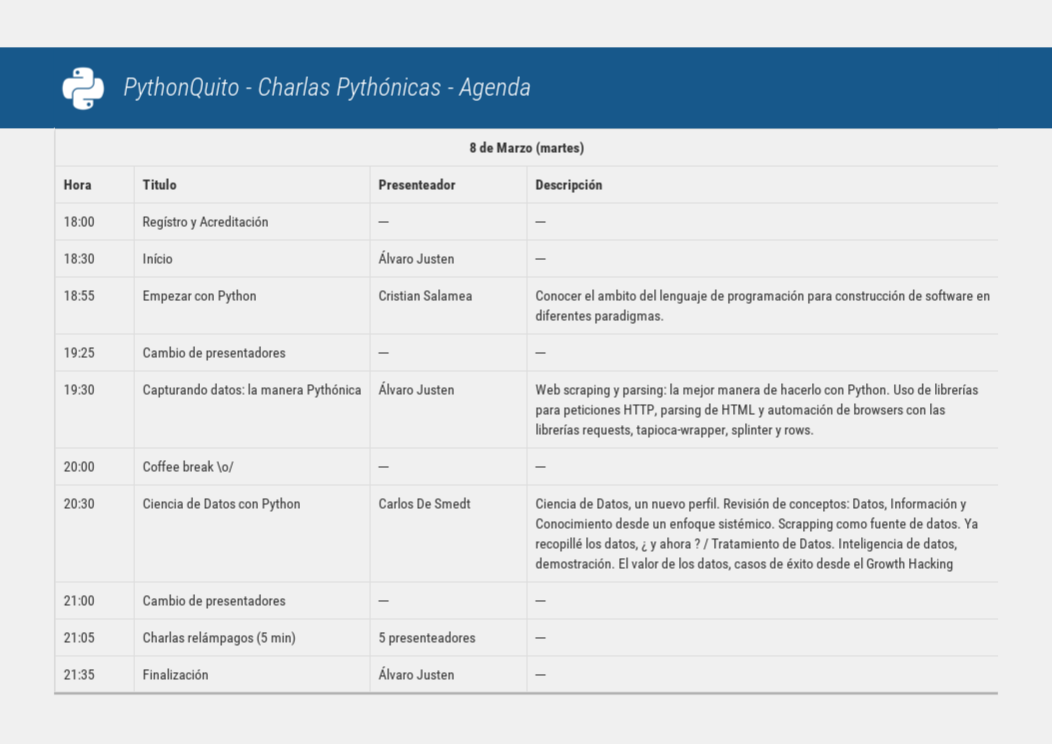 PythonQuito - Charlas Pythónicas - Agenda
8 de Marzo (martes)
Hora Titulo Presenteador Descripción
18:00 Regístro y Acreditación — —
18:30 Início Álvaro Justen —
18:55 Empezar con Python Cristian Salamea Conocer el ambito del lenguaje de programación para construcción de software en
diferentes paradigmas.
19:25 Cambio de presentadores — —
19:30 Capturando datos: la manera Pythónica Álvaro Justen Web scraping y parsing: la mejor manera de hacerlo con Python. Uso de librerías
para peticiones HTTP, parsing de HTML y automación de browsers con las
librerías requests, tapioca-wrapper, splinter y rows.
20:00 Coffee break \o/ — —
20:30 Ciencia de Datos con Python Carlos De Smedt Ciencia de Datos, un nuevo perfil. Revisión de conceptos: Datos, Información y
Conocimiento desde un enfoque sistémico. Scrapping como fuente de datos. Ya
recopillé los datos, ¿ y ahora ? / Tratamiento de Datos. Inteligencia de datos,
demostración. El valor de los datos, casos de éxito desde el Growth Hacking
21:00 Cambio de presentadores — —
21:05 Charlas relámpagos (5 min) 5 presenteadores —
21:35 Finalización Álvaro Justen —